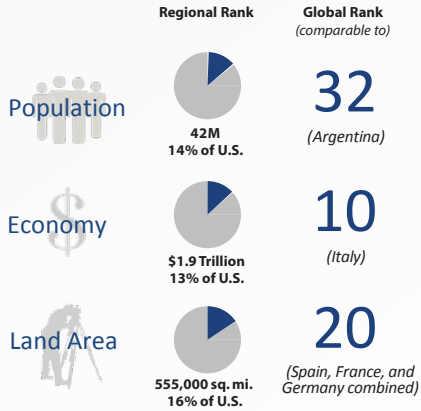 Regional Rank
Global Rank
(comparable to)
Population
42M
14% of U.S.
32
(Argentina)
Economy
$
$1.9 Trillion
13% of U.S.
10
(Italy)
Land Area
555,000 sq. mi.
16% of U.S.
20
(Spain, France, and
Germany combined)